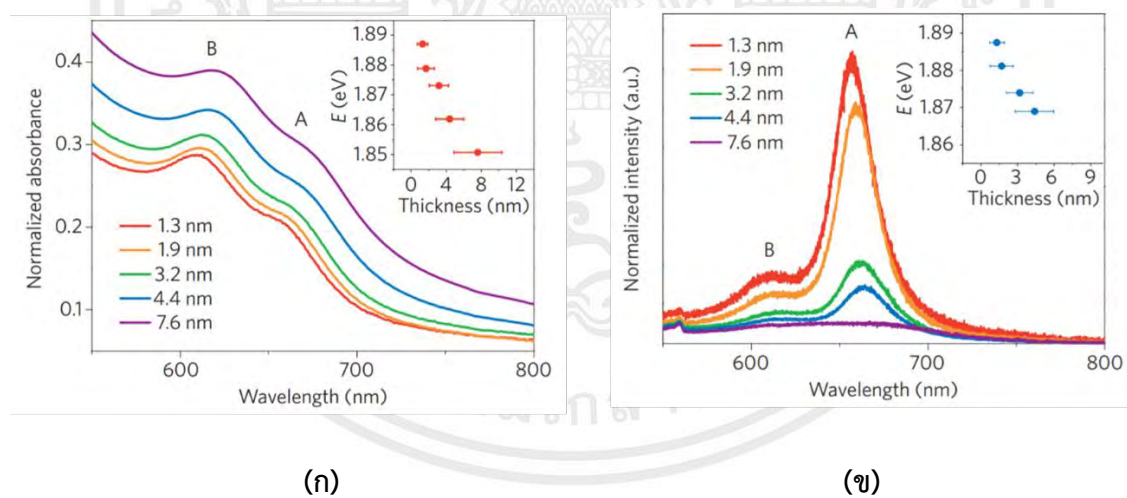 B
A
Normalized absorbance
0.4
0.3
0.2
0.1
1.3 nm
1.9 nm
3.2 nm
4.4 nm
7.6 nm
600
700
800
Wavelength (nm)
E (eV)
1.89
1.88
1.87
1.86
1.85
0 4 8 12
Thickness (nm)
(ก)
A
B
Normalized intensity (a.u.)
1.3 nm
1.9 nm
3.2 nm
4.4 nm
7.6 nm
600
700
800
Wavelength (nm)
E (eV)
1.89
1.88
1.87
1.86
0 3 6 9
Thickness (nm)
(ข)